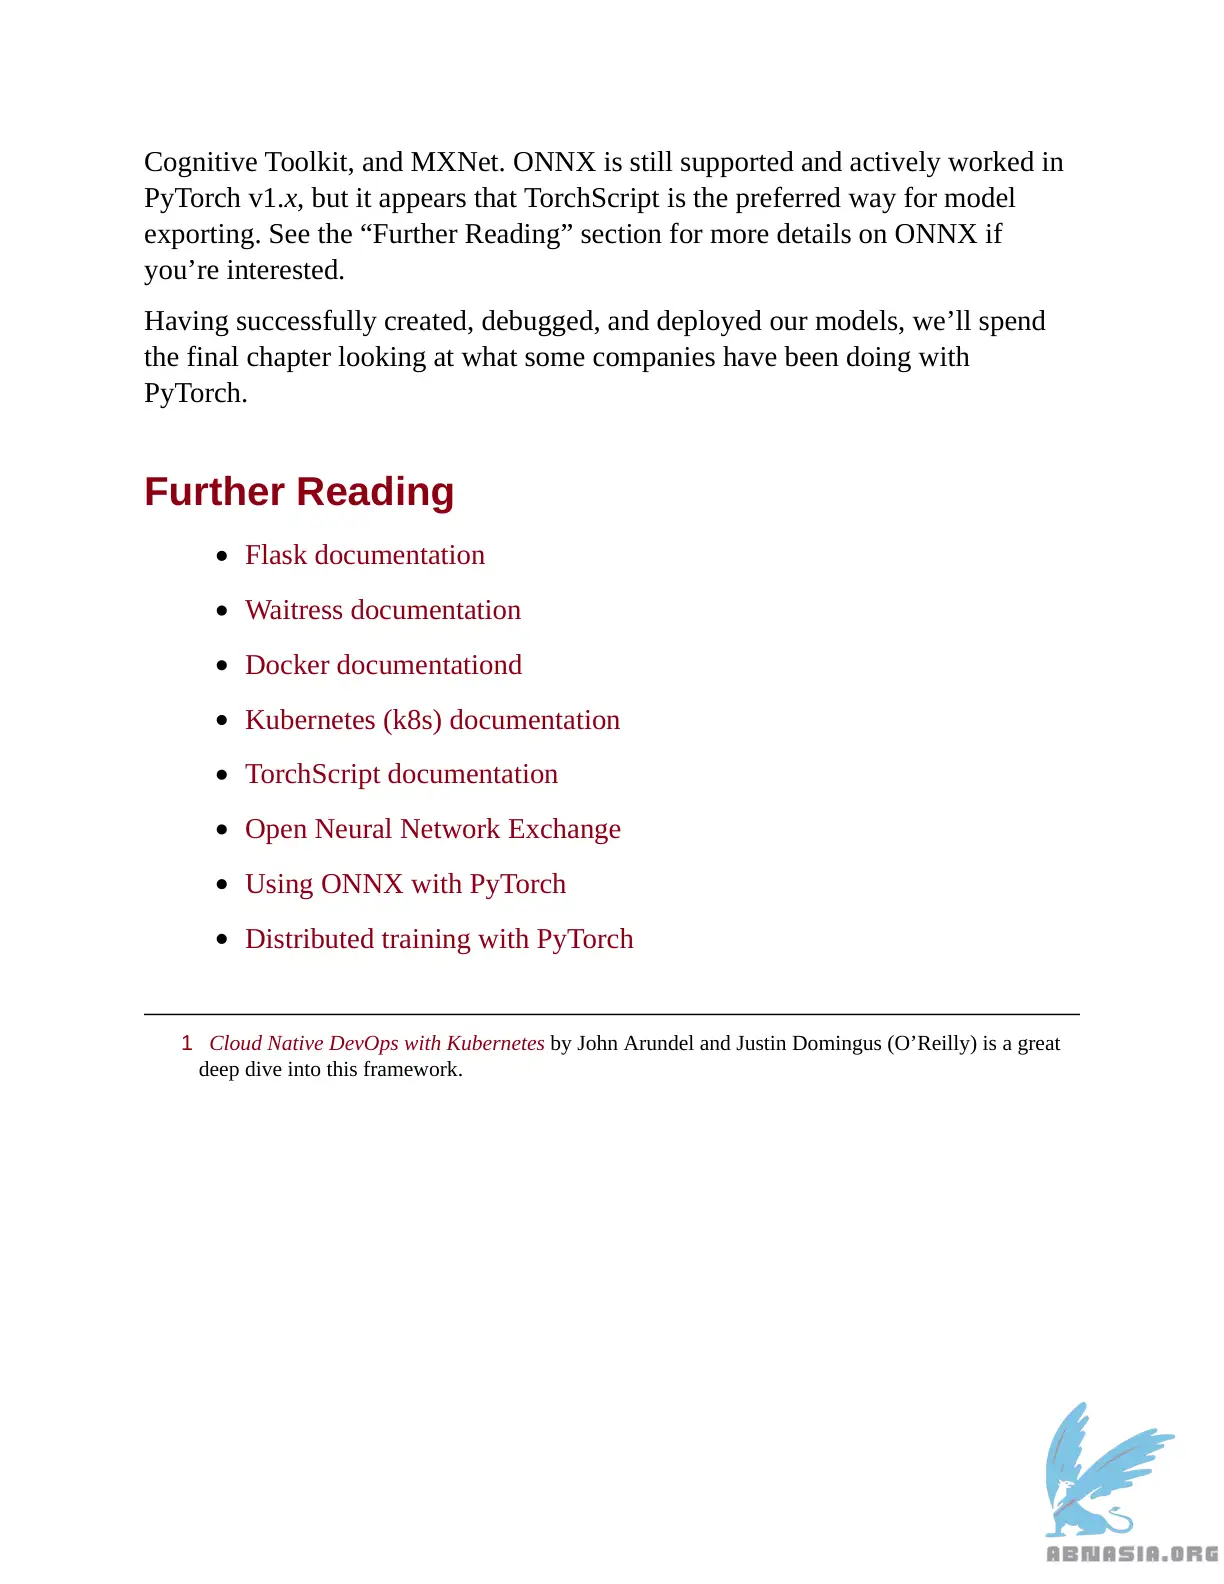 Cognitive Toolkit, and MXNet. ONNX is still supported and actively worked in
PyTorch v1.x, but it appears that TorchScript is the preferred way for model
exporting. See the “Further Reading” section for more details on ONNX if
you’re interested.
Having successfully created, debugged, and deployed our models, we’ll spend
the final chapter looking at what some companies have been doing with
PyTorch.
Further Reading
• Flask documentation
• Waitress documentation
• Docker documentationd
• Kubernetes (k8s) documentation
• TorchScript documentation
• Open Neural Network Exchange
• Using ONNX with PyTorch
• Distributed training with PyTorch
1 Cloud Native DevOps with Kubernetes by John Arundel and Justin Domingus (O’Reilly) is a great
deep dive into this framework.
ABNASIA.ORG